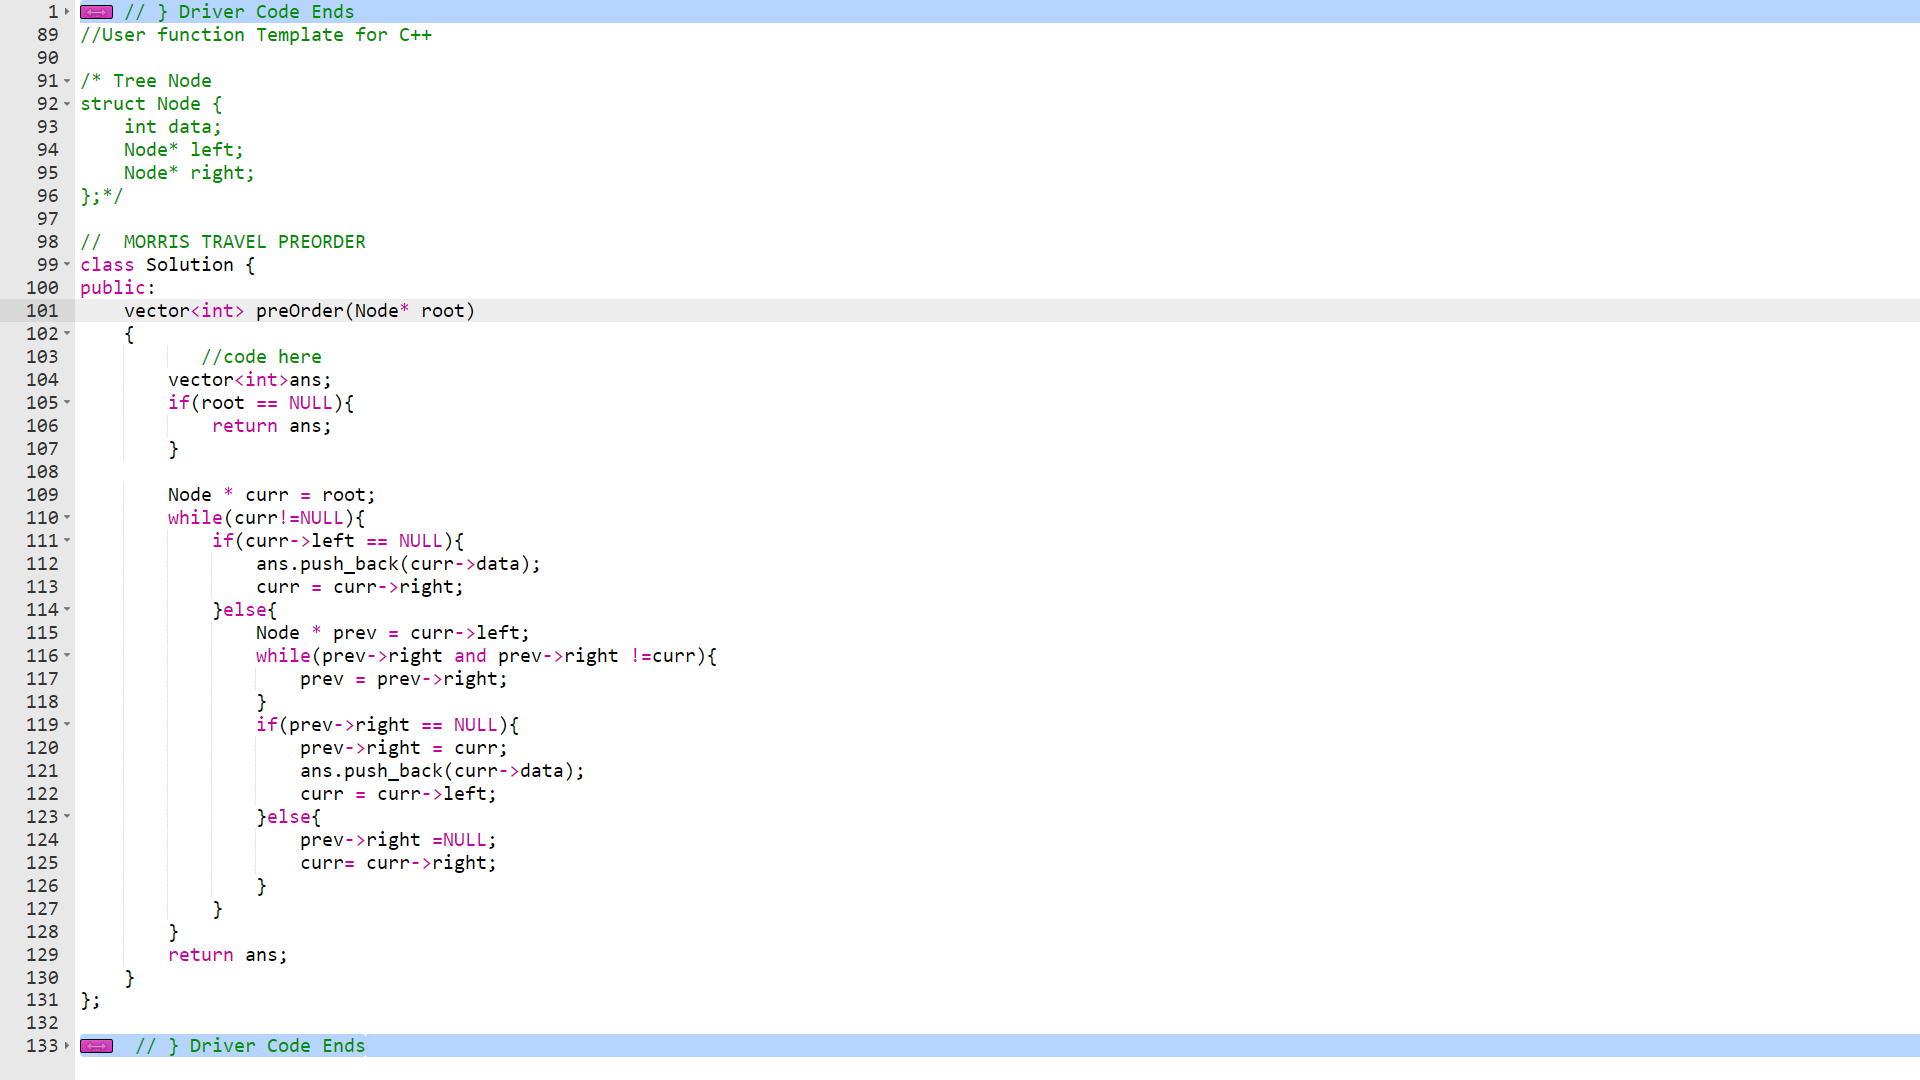 1 // } Driver Code Ends
89 //User function Template for C++
90
91 /* Tree Node
92 struct Node {
93     int data;
94     Node* left;
95     Node* right;
96 };*/
97
98 //  MORRIS TRAVEL PREORDER
99 class Solution {
100 public:
101     vector<int> preOrder(Node* root)
102     {
103            //code here
104         vector<int>ans;
105         if(root == NULL){
106             return ans;
107         }
108
109         Node * curr = root;
110         while(curr!=NULL){
111             if(curr->left == NULL){
112                 ans.push_back(curr->data);
113                 curr = curr->right;
114             }else{
115                 Node * prev = curr->left;
116                 while(prev->right and prev->right !=curr){
117                     prev = prev->right;
118                 }
119                 if(prev->right == NULL){
120                     prev->right = curr;
121                     ans.push_back(curr->data);
122                     curr = curr->left;
123                 }else{
124                     prev->right =NULL;
125                     curr= curr->right;
126                 }
127             }
128         }
129         return ans;
130     }
131 };
132
133 // } Driver Code Ends